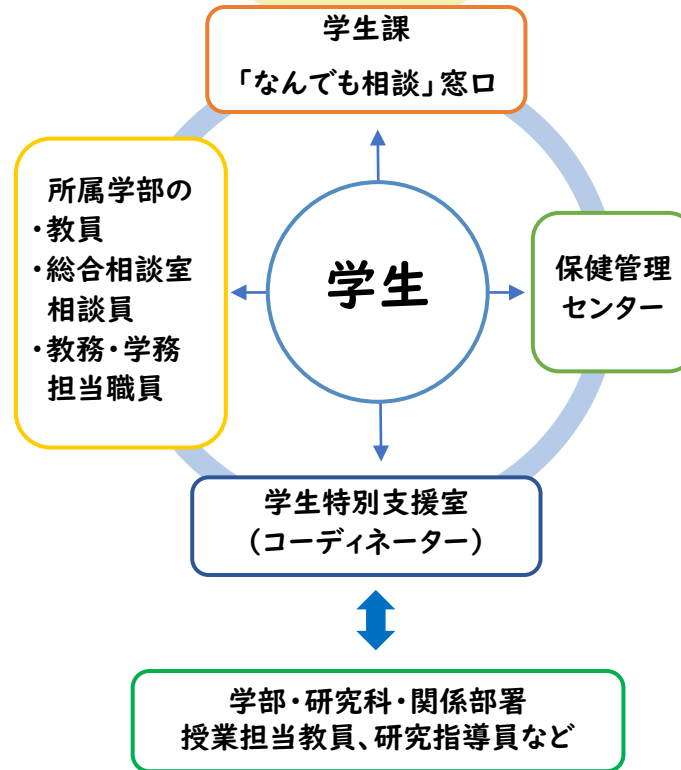 学生課
「なんでも相談」窓口
所属学部の
・教員
・総合相談室
相談員
・教務・学務
担当職員
学生
保健管理
センター
学生特別支援室
(コーディネーター)
学部・研究科・関係部署
授業担当教員、研究指導員など